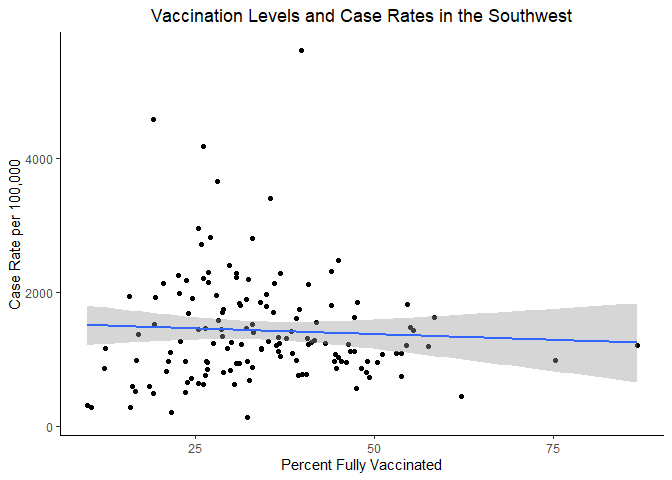 Vaccination Levels and Case Rates in the Southwest
Case Rate per 100,000
4000
2000
0
25 50 75
Percent Fully Vaccinated